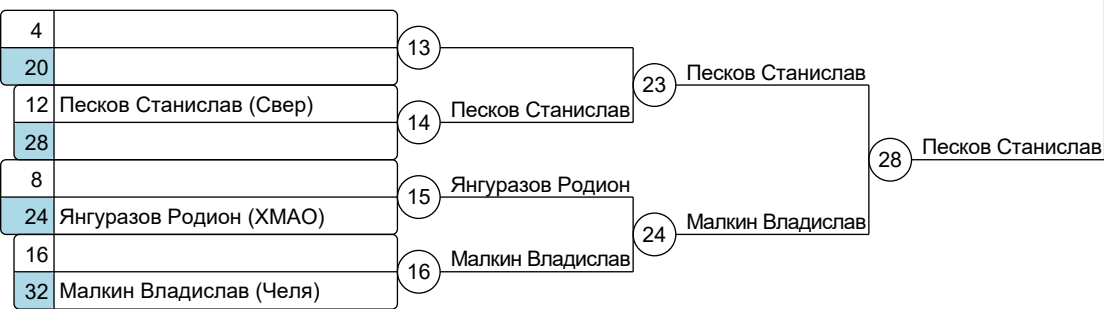 4
20
12 Песков Станислав (Свер)
28
8
24 Янгуразов Родион (ХМАО)
16
32 Малкин Владислав (Челя)
13
14 Песков Станислав
15 Янгуразов Родион
16 Малкин Владислав
23 Песков Станислав
24 Малкин Владислав
28 Песков Станислав